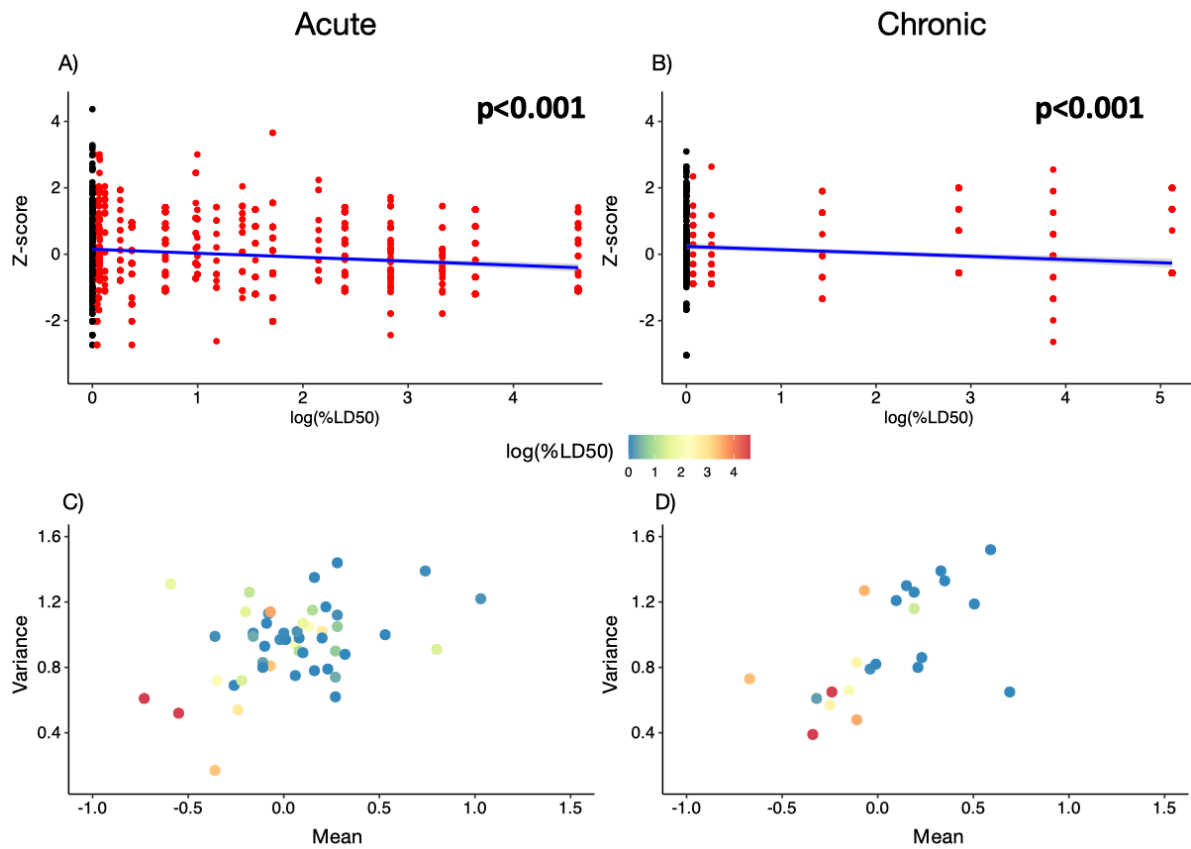 Acute Chronic
A) B)
p<0.001 p<0.001
Z-score Z-score
4 2 0 -2
4 2 0 -2
0 1 2 3 4
0 1 2 3 4 5
log(%LD50) log(%LD50)
log(%LD50)
0 1 2 3 4
C) D)
Variance Variance
1.6 1.2 0.8 0.4
1.6 1.2 0.8 0.4
-1.0 -0.5 0.0 0.5 1.0 1.5
-1.0 -0.5 0.0 0.5 1.0 1.5
Mean Mean